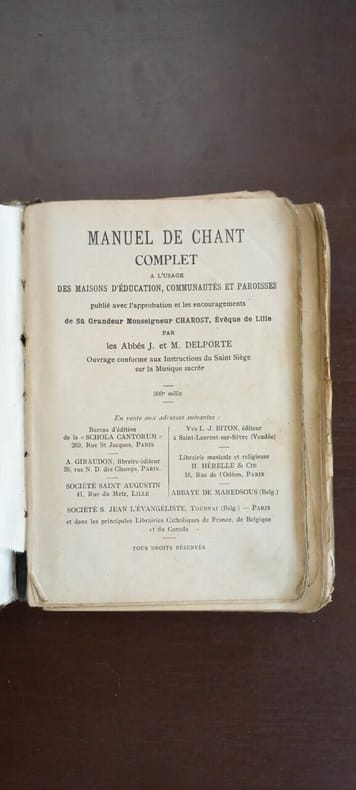 MANUEL DE CHANT
COMPLET
A L'USAGE
DES MAISONS D'ÉDUCATION, COMMUNAUTÉS ET PAROISSES
publié avec l'approbation et les encouragements
de Sa Grandeur Monseigneur CHAROST, Évêque de Lille
PAR
les Abbés J. et M. DELPORTE
Ouvrage conforme aux Instructions du Saint Siège
sur la Musique sacrée
300e mille
En vente aux adresses suivantes :
Bureau d'édition
de la « SCHOLA CANTORUM »
269, Rue St Jacques, PARIS
A. GIRAUDON, libraire-éditeur
56, rue N. D. des Champs, PARIS.
SOCIÉTÉ SAINT AUGUSTIN
41, Rue du Metz, LILLE
Vve L.-J. BITON, éditeur
à Saint-Laurent-sur-Sèvre (Vendée)
Librairie musicale et religieuse
H. HÉRELLE & Cie
16, Rue de l'Odéon, PARIS
ABBAYE DE MAREDSOUS (Belg.)
SOCIÉTÉ S. JEAN L'ÉVANGÉLISTE, TOURNAI (Belg.) — PARIS
et dans les principales Librairies Catholiques de France, de Belgique
et du Canada
TOUS DROITS RÉSERVÉS